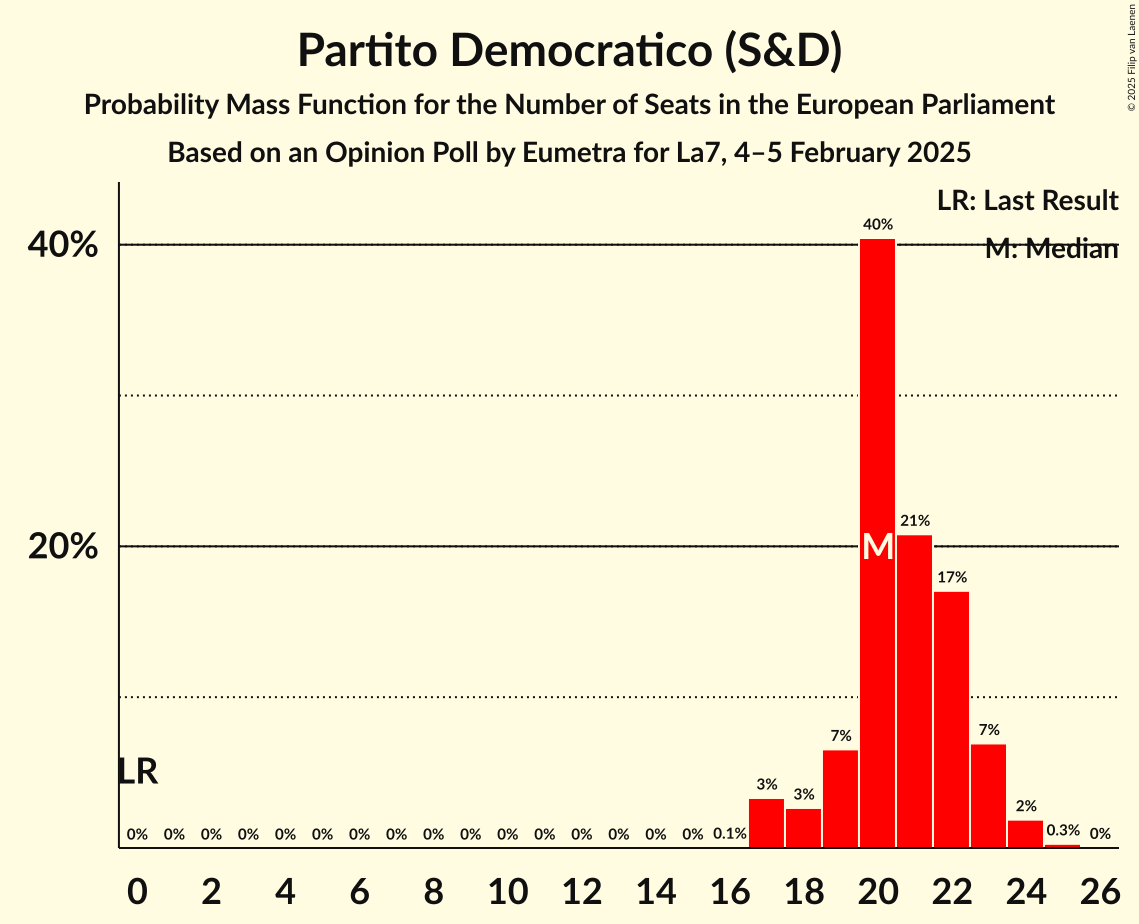 Partito Democratico (S&D)
Probability Mass Function for the Number of Seats in the European Parliament
Based on an Opinion Poll by Eumetra for La7, 4–5 February 2025
© 2025 Filip van Laenen
LR: Last Result
M: Median
40%
20%
40%
21%
17%
7%
7%
3%
3%
2%
0.3%
0%
M
LR
0% 0% 0% 0% 0% 0% 0% 0% 0% 0% 0% 0% 0% 0% 0% 0% 0.1%
0 2 4 6 8 10 12 14 16 18 20 22 24 26